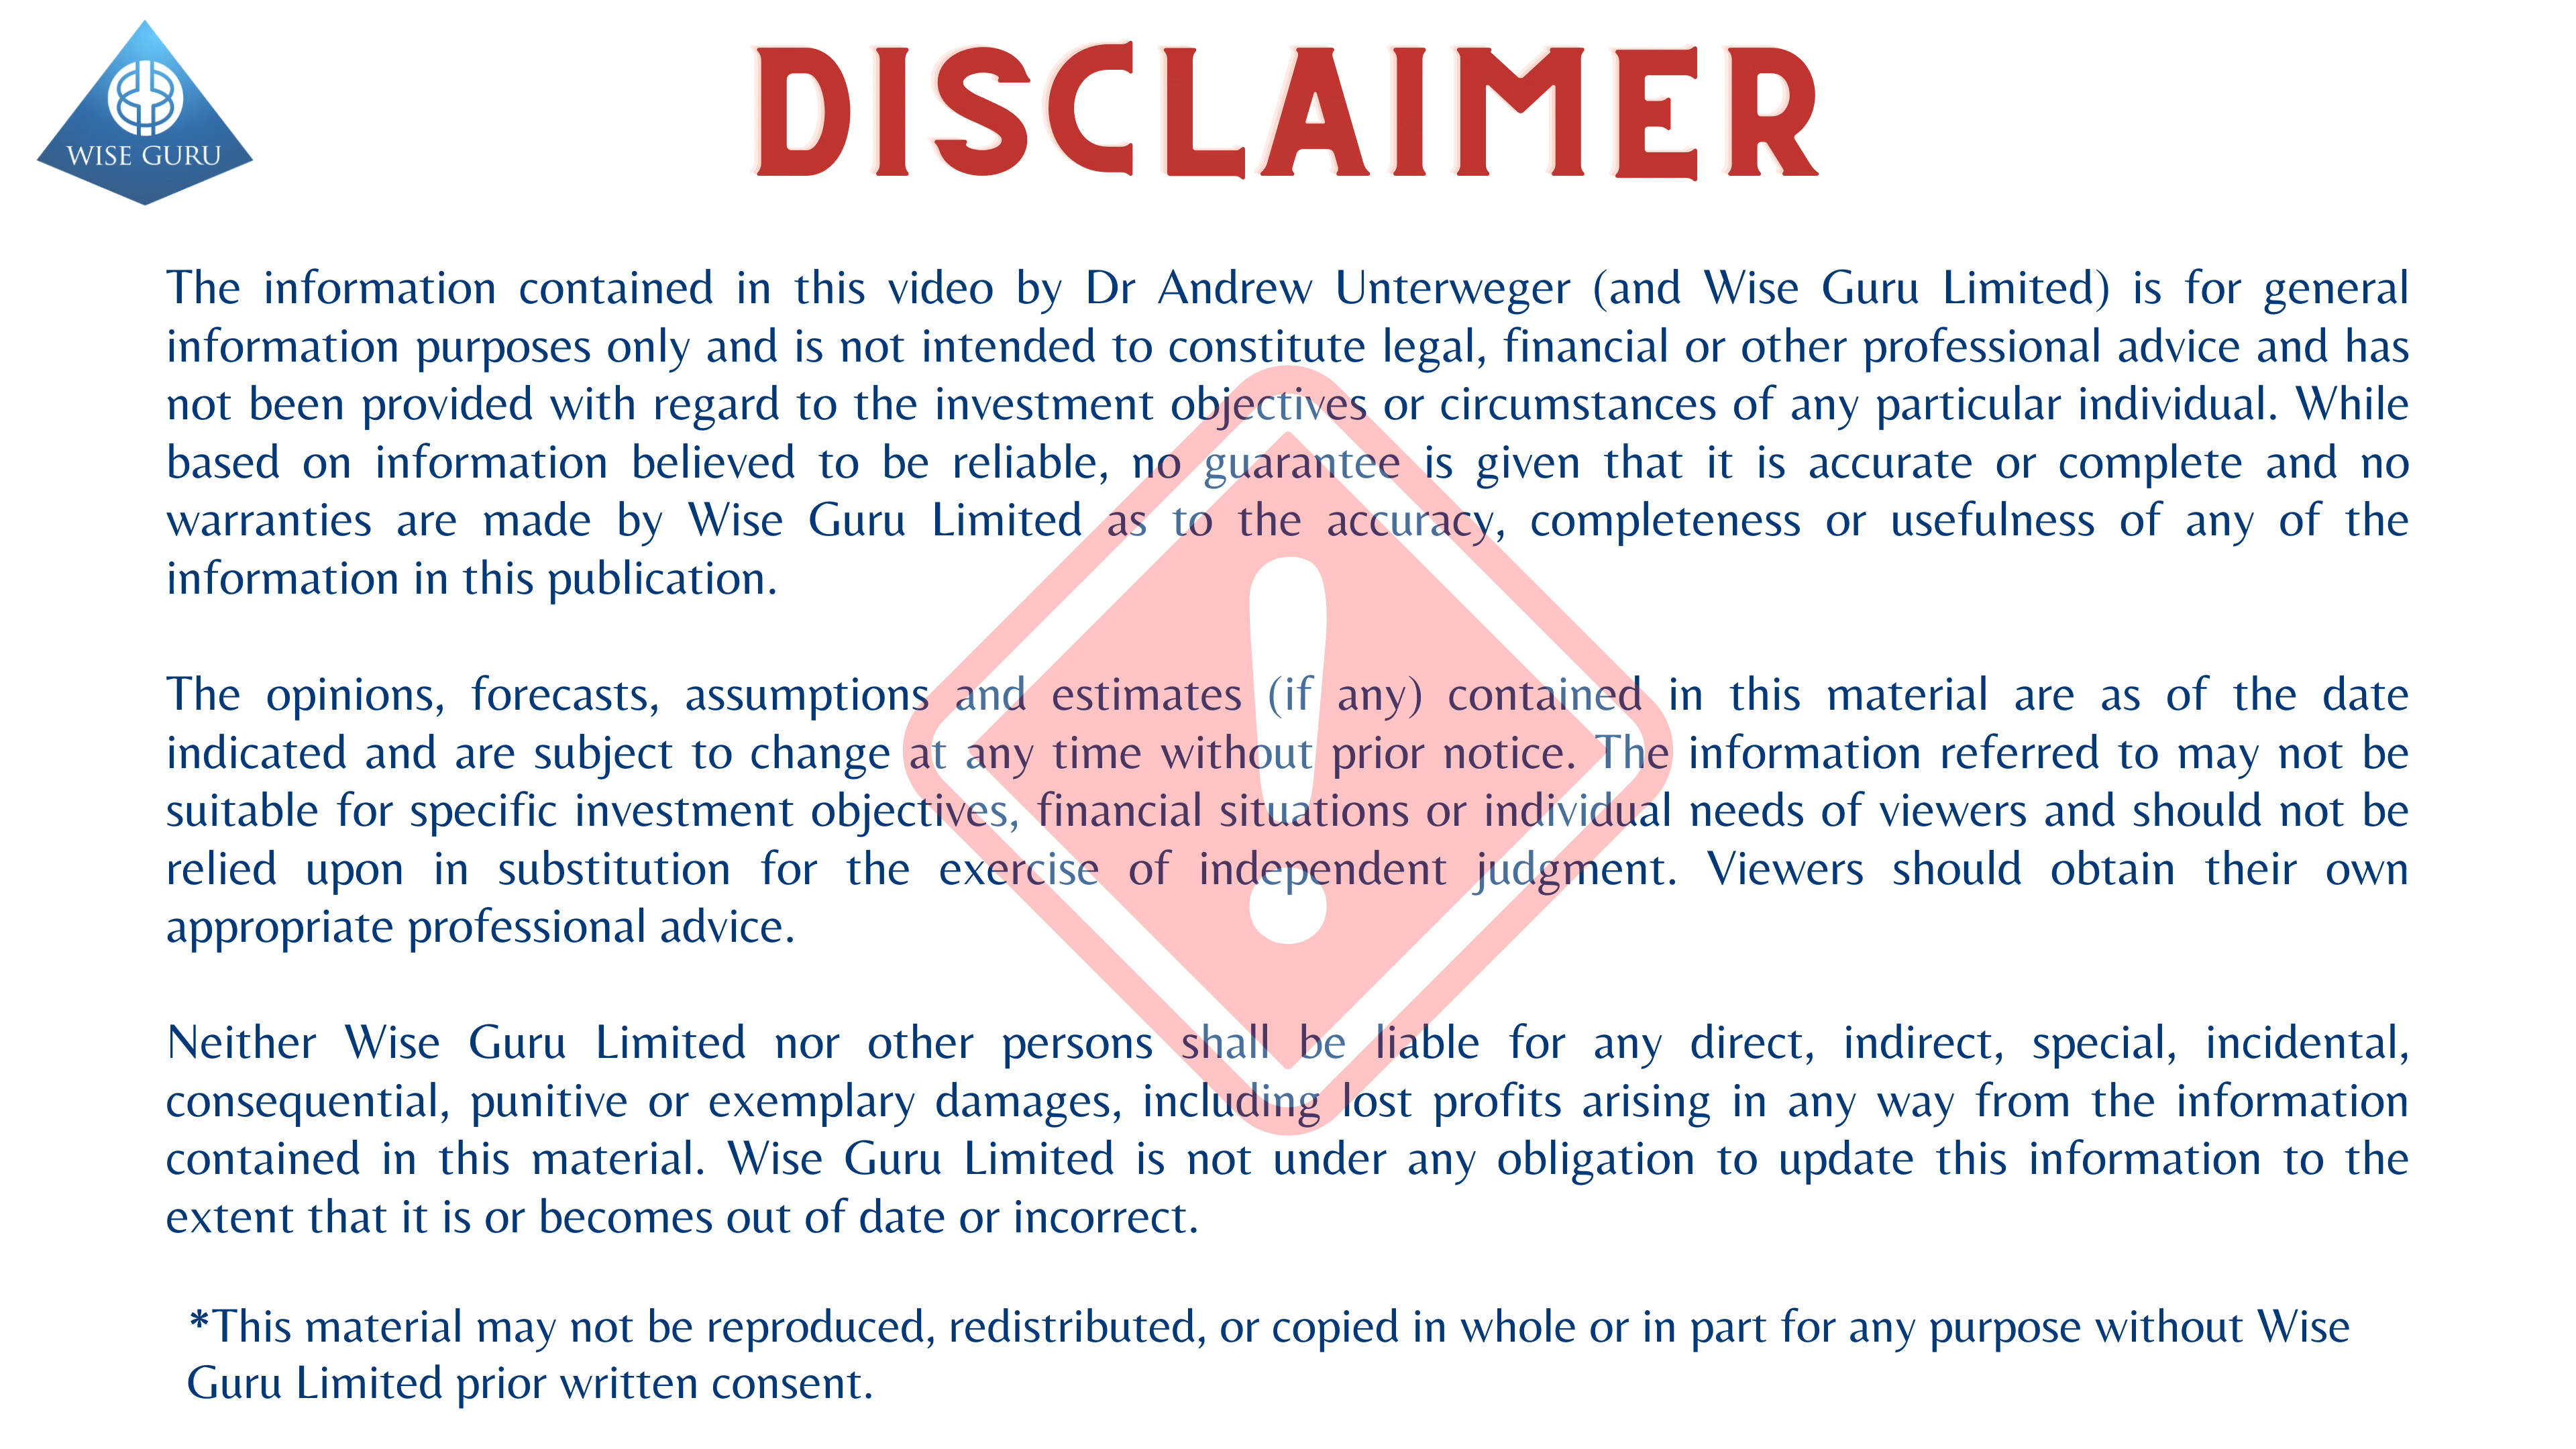 WISE GURU
DISCLAIMER
The information contained in this video by Dr Andrew Unterweger (and Wise Guru Limited) is for general
information purposes only and is not intended to constitute legal, financial or other professional advice and has
not been provided with regard to the investment objectives or circumstances of any particular individual. While
based on information believed to be reliable, no guarantee is given that it is accurate or complete and no
warranties are made by Wise Guru Limited as to the accuracy, completeness or usefulness of any of the
information in this publication.
The opinions, forecasts, assumptions and estimates (if any) contained in this material are as of the date
indicated and are subject to change at any time without prior notice. The information referred to may not be
suitable for specific investment objectives, financial situations or individual needs of viewers and should not be
relied upon in substitution for the exercise of independent judgment. Viewers should obtain their own
appropriate professional advice.
Neither Wise Guru Limited nor other persons shall be liable for any direct, indirect, special, incidental,
consequential, punitive or exemplary damages, including lost profits arising in any way from the information
contained in this material. Wise Guru Limited is not under any obligation to update this information to the
extent that it is or becomes out of date or incorrect.
*This material may not be reproduced, redistributed, or copied in whole or in part for any purpose without Wise
Guru Limited prior written consent.